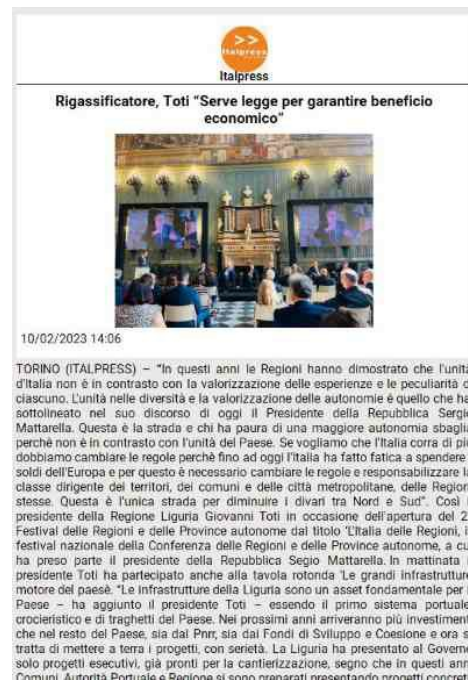 >>
Italpress
Italpress
Rigassificatore, Toti “Serve legge per garantire beneficio
economico”
10/02/2023 14:06
TORINO (ITALPRESS) – “In questi anni le Regioni hanno dimostrato che l'unità
d'Italia non è in contrasto con la valorizzazione delle esperienze e le peculiarità
ciascuno. L'unità nelle diversità e la valorizzazione delle autonomie è quello che ha
sottolineato nel suo discorso di oggi il Presidente della Repubblica Sergio
Mattarella. Questa è la strada e chi ha paura di una maggiore autonomia sbaglia
perchè non è in contrasto con l'unità del Paese. Se vogliamo che l'Italia corra di più
dobbiamo cambiare le regole perchè fino ad oggi l'Italia ha fatto fatica a spendere
soldi dell'Europa e per questo è necessario cambiare le regole e responsabilizzare la
classe dirigente dei territori, dei comuni e delle città metropolitane, delle Regioni
stesse. Questa è l'unica strada per diminuire i divari tra Nord e Sud”. Così
presidente della Regione Liguria Giovanni Toti in occasione dell'apertura del 2
Festival delle Regioni e delle Province autonome dal titolo 'L'Italia delle Regioni, i
festival nazionale della Conferenza delle Regioni e delle Province autonome, a cu
ha preso parte il presidente della Repubblica Segio Mattarella. In mattinata
presidente Toti ha partecipato anche alla tavola rotonda 'Le grandi infrastruttur
motore del paesè. “Le infrastrutture della Liguria sono un asset fondamentale per
Paese – ha aggiunto il presidente Toti – essendo il primo sistema portuale
crocieristico e di traghetti del Paese. Nei prossimi anni arriveranno più investiment
che nel resto del Paese, sia dal Pnrr, sia dai Fondi di Sviluppo e Coesione e ora s
tratta di mettere a terra i progetti, con serietà. La Liguria ha presentato al Governo
solo progetti esecutivi, già pronti per la cantierizzazione, segno che in questi anni
Comuni, Autorità Portuale e Regione si sono preparati presentando progetti concret